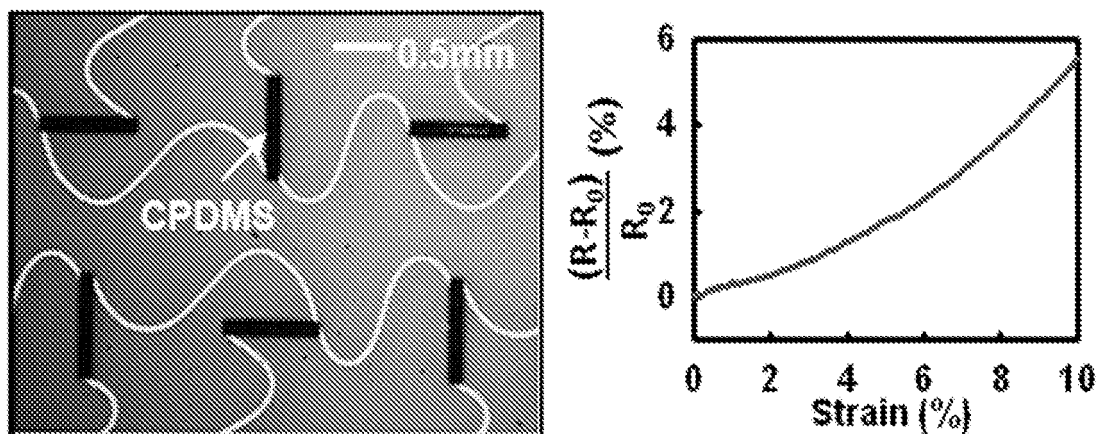 0.5mm
CPDMS
(R-R₀) (%)
R₀
6
4
2
0
0 2 4 6 8 10
Strain (%)